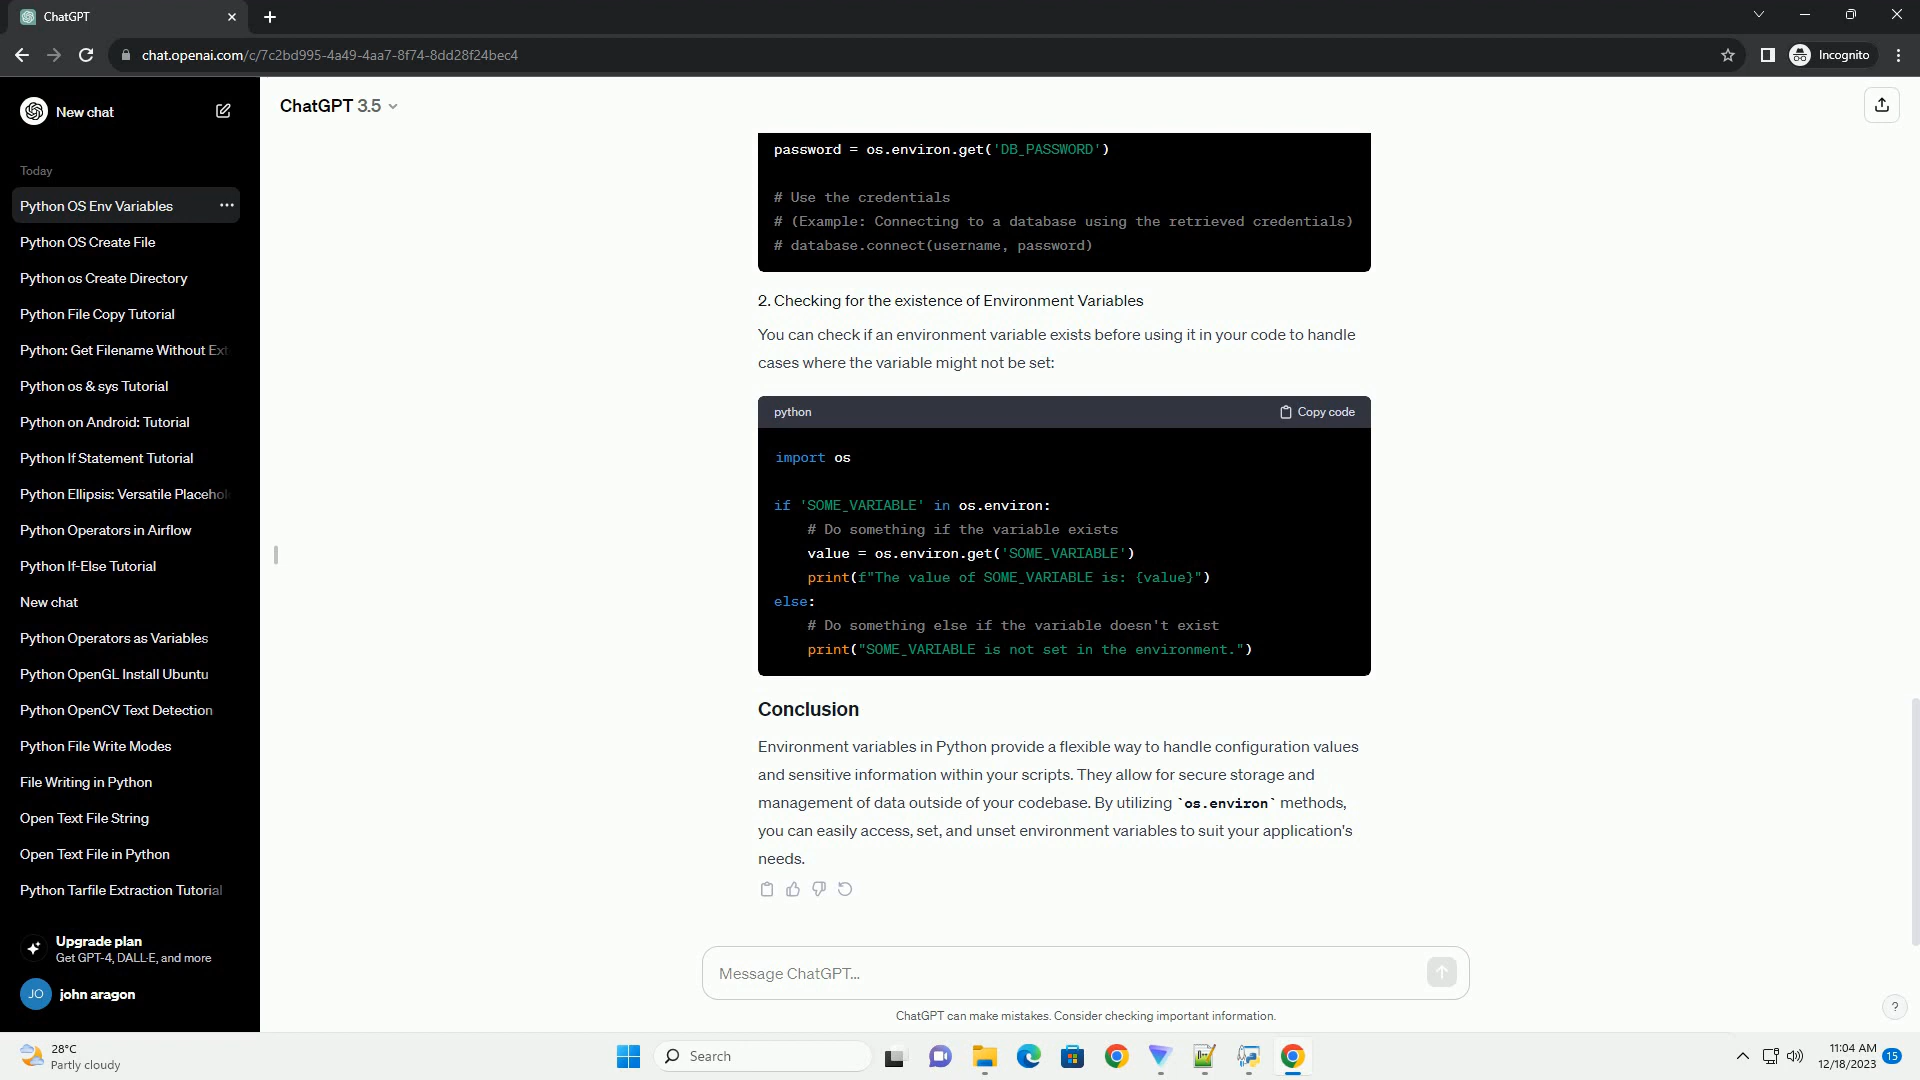 ChatGPT
chat.openai.com/c/7c2bd995-4a49-4aa7-8f74-8dd28f24bec4
Incognito
New chat
Today
Python OS Env Variables
Python OS Create File
Python os Create Directory
Python File Copy Tutorial
Python: Get Filename Without Ext
Python os & sys Tutorial
Python on Android: Tutorial
Python If Statement Tutorial
Python Ellipsis: Versatile Placehol
Python Operators in Airflow
Python If-Else Tutorial
New chat
Python Operators as Variables
Python OpenGL Install Ubuntu
Python OpenCV Text Detection
Python File Write Modes
File Writing in Python
Open Text File String
Open Text File in Python
Python Tarfile Extraction Tutorial
Upgrade plan
Get GPT-4, DALL·E, and more
JO john aragon
ChatGPT 3.5
password = os.environ.get('DB_PASSWORD')
# Use the credentials
# (Example: Connecting to a database using the retrieved credentials)
# database.connect(username, password)
2. Checking for the existence of Environment Variables
You can check if an environment variable exists before using it in your code to handle
cases where the variable might not be set:
python Copy code
import os
if 'SOME_VARIABLE' in os.environ:
# Do something if the variable exists
value = os.environ.get('SOME_VARIABLE')
print(f"The value of SOME_VARIABLE is: {value}")
else:
# Do something else if the variable doesn't exist
print("SOME_VARIABLE is not set in the environment.")
Conclusion
Environment variables in Python provide a flexible way to handle configuration values
and sensitive information within your scripts. They allow for secure storage and
management of data outside of your codebase. By utilizing `os.environ` methods,
you can easily access, set, and unset environment variables to suit your application's
needs.
Message ChatGPT...
ChatGPT can make mistakes. Consider checking important information.
?
28°C
Partly cloudy
Search
11:04 AM
12/18/2023
15